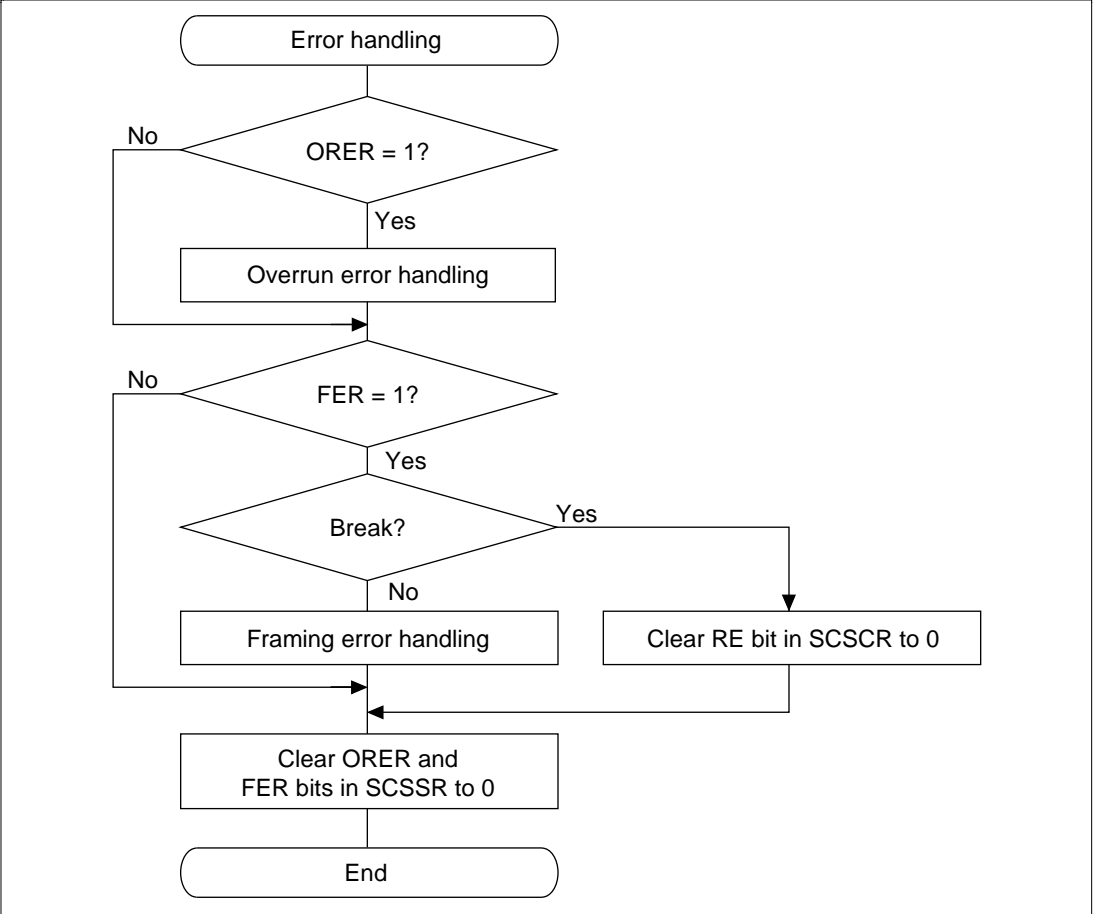 Error handling
No
ORER = 1?
Yes
Overrun error handling
No
FER = 1?
Yes
Break?
Yes
No
Framing error handling
Clear RE bit in SCSCR to 0
Clear ORER and
FER bits in SCSSR to 0
End